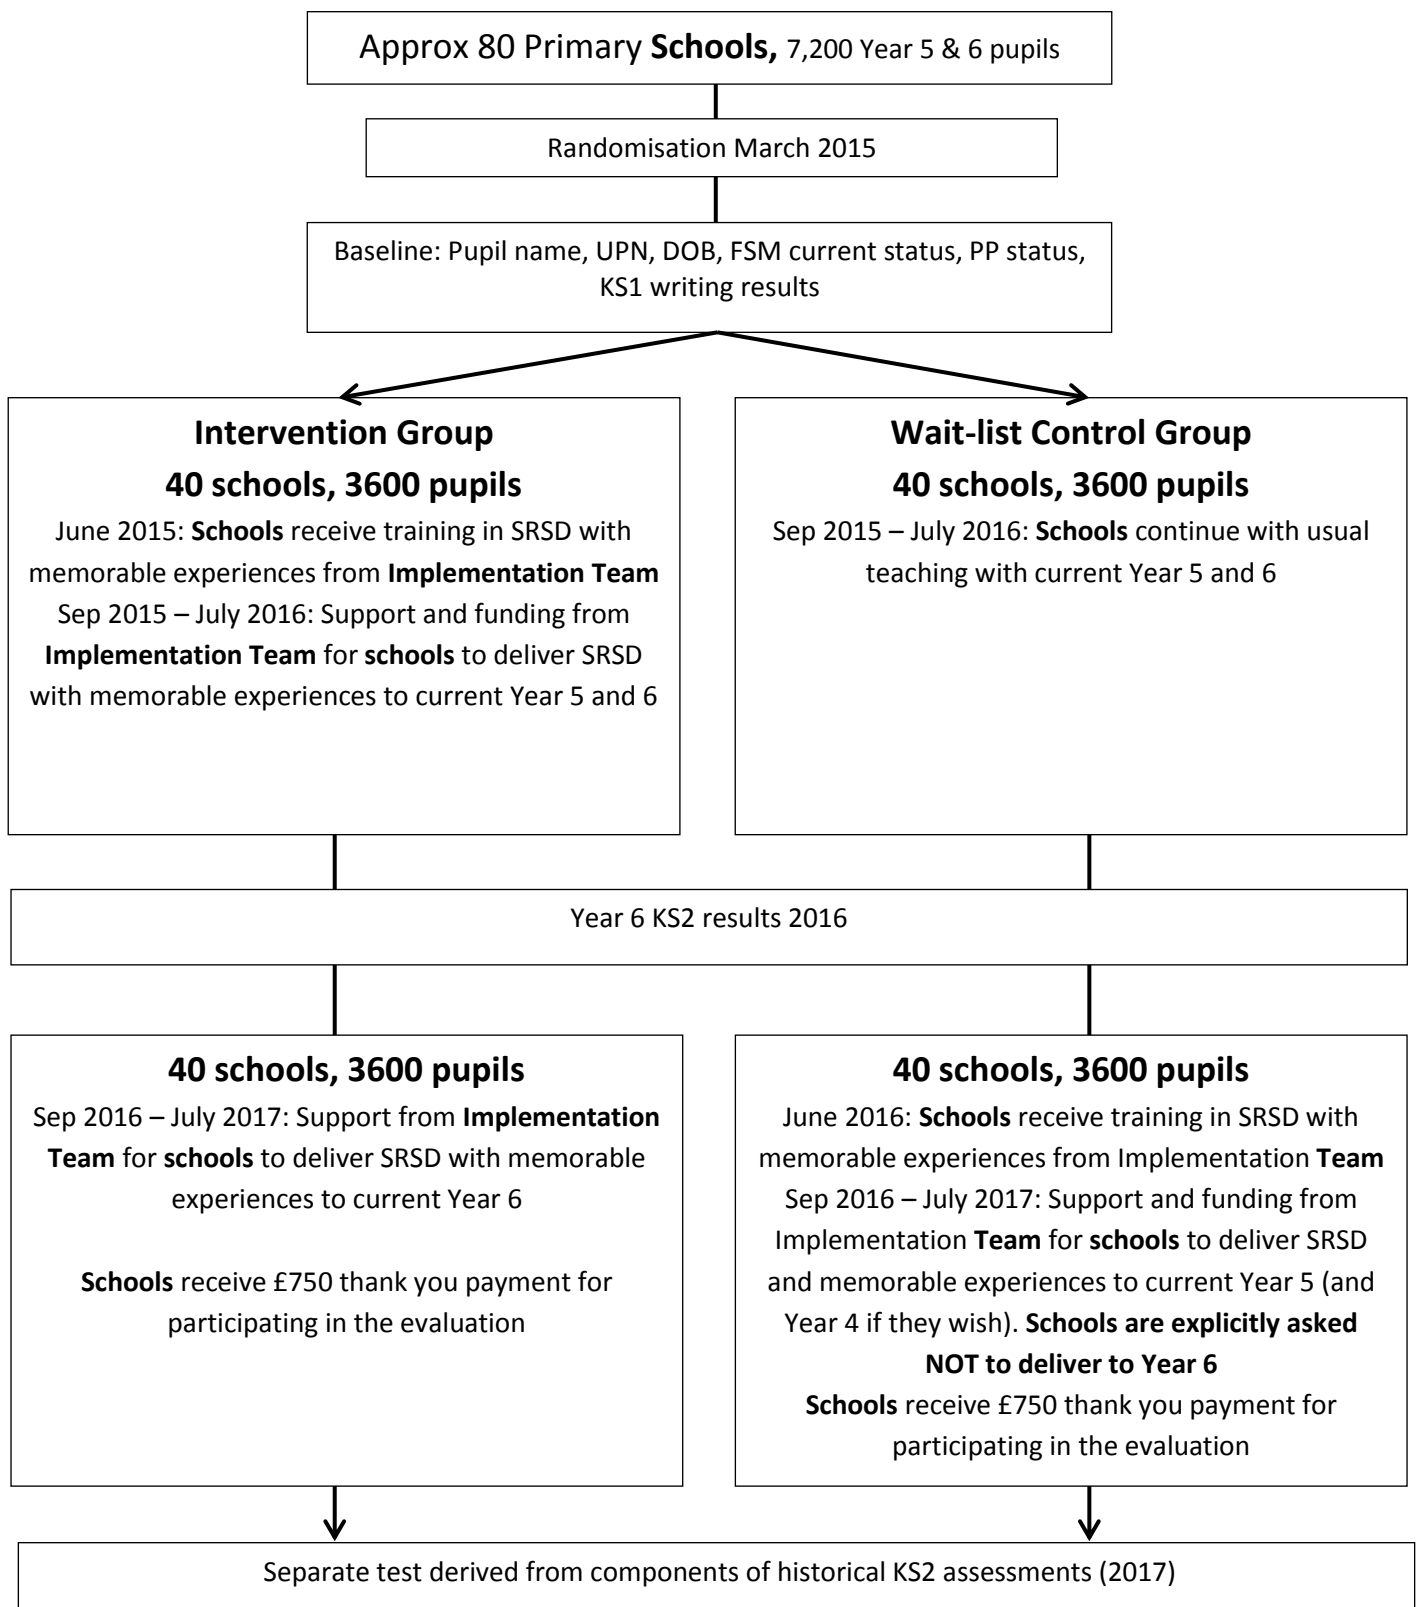 Approx 80 Primary Schools, 7,200 Year 5 & 6 pupils
Randomisation March 2015
Baseline: Pupil name, UPN, DOB, FSM current status, PP status,
KS1 writing results
Intervention Group
40 schools, 3600 pupils
June 2015: Schools receive training in SRSD with
memorable experiences from Implementation Team
Sep 2015 – July 2016: Support and funding from
Implementation Team for schools to deliver SRSD
with memorable experiences to current Year 5 and 6
Wait-list Control Group
40 schools, 3600 pupils
Sep 2015 – July 2016: Schools continue with usual
teaching with current Year 5 and 6
Year 6 KS2 results 2016
40 schools, 3600 pupils
Sep 2016 – July 2017: Support from Implementation
Team for schools to deliver SRSD with memorable
experiences to current Year 6
Schools receive £750 thank you payment for
participating in the evaluation
40 schools, 3600 pupils
June 2016: Schools receive training in SRSD with
memorable experiences from Implementation Team
Sep 2016 – July 2017: Support and funding from
Implementation Team for schools to deliver SRSD
and memorable experiences to current Year 5 (and
Year 4 if they wish). Schools are explicitly asked
NOT to deliver to Year 6
Schools receive £750 thank you payment for
participating in the evaluation
Separate test derived from components of historical KS2 assessments (2017)